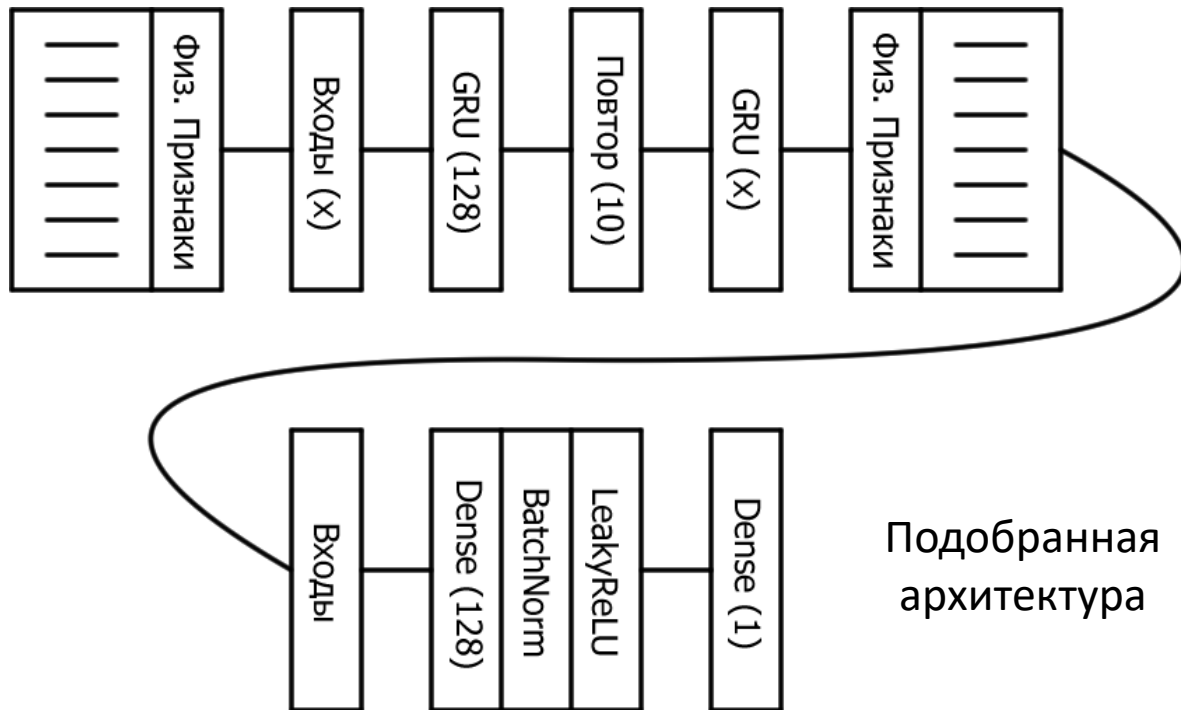 Физ. Признаки
Входы (x)
GRU (128)
Повтор (10)
GRU (x)
Физ. Признаки
Входы
Dense (128)
BatchNorm
LeakyReLU
Dense (1)
Подобранная
архитектура